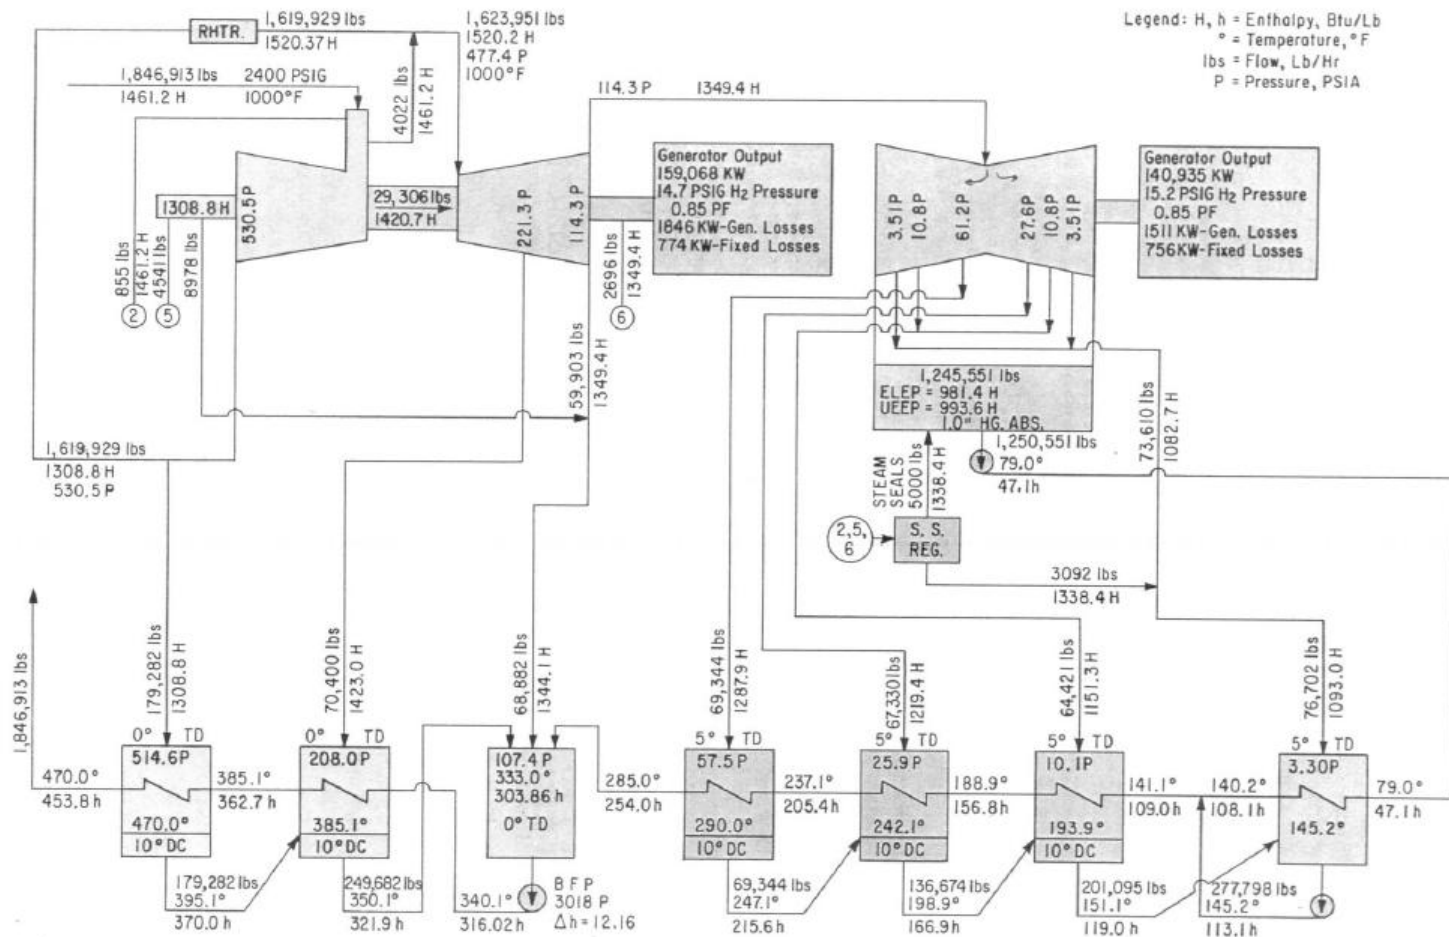 Legend: H, h = Enthalpy, Btu/Lb
° = Temperature, °F
lbs = Flow, Lb/Hr
P = Pressure, PSIA
RHTR.
1,619,929 lbs
1520.37 H
1,623,951 lbs
1520.2 H
477.4 P
1000°F
1,846,913 lbs
1461.2 H
2400 PSIG
1000°F
4022 lbs
1461.2 H
114.3 P
1349.4 H
1308.8 H
530.5 P
29,306 lbs
1420.7 H
221.3 P
114.3 P
Generator Output
159,068 KW
14.7 PSIG H₂ Pressure
0.85 PF
1846 KW-Gen. Losses
774 KW-Fixed Losses
3.51 P
10.8 P
61.2 P
27.6 P
10.8 P
3.51 P
Generator Output
140,935 KW
15.2 PSIG H₂ Pressure
0.85 PF
1511 KW-Gen. Losses
756 KW-Fixed Losses
855 lbs
1461.2 H
4541 lbs
8978 lbs
2
5
2696 lbs
1349.4 H
6
59,903 lbs
1349.4 H
1,245,551 lbs
ELEP = 981.4 H
UEEP = 993.6 H
1.0" HG. ABS.
1,250,551 lbs
79.0°
47.1h
73,610 lbs
1082.7 H
1,619,929 lbs
1308.8 H
530.5 P
STEAM
SEALS
5000 lbs
1338.4 H
2,5,
6
S. S.
REG.
3092 lbs
1338.4 H
1,846,913 lbs
179,282 lbs
1308.8 H
70,400 lbs
1423.0 H
68,882 lbs
1344.1 H
69,344 lbs
1287.9 H
67,330 lbs
1219.4 H
64,421 lbs
1151.3 H
76,702 lbs
1093.0 H
0° TD
0° TD
5° TD
5° TD
5° TD
5° TD
470.0°
453.8 h
514.6 P
470.0°
10° DC
385.1°
362.7 h
208.0 P
385.1°
10° DC
107.4 P
333.0°
303.86 h
0° TD
285.0°
254.0 h
57.5 P
290.0°
10° DC
237.1°
205.4 h
25.9 P
242.1°
10° DC
188.9°
156.8 h
10.1 P
193.9°
10° DC
141.1°
109.0 h
140.2°
108.1 h
3.30 P
145.2°
79.0°
47.1 h
179,282 lbs
395.1°
370.0 h
249,682 lbs
350.1°
321.9 h
340.1°
316.02 h
B F P
3018 P
Δh = 12.16
69,344 lbs
247.1°
215.6 h
136,674 lbs
198.9°
166.9 h
201,095 lbs
151.1°
119.0 h
277,798 lbs
145.2°
113.1 h